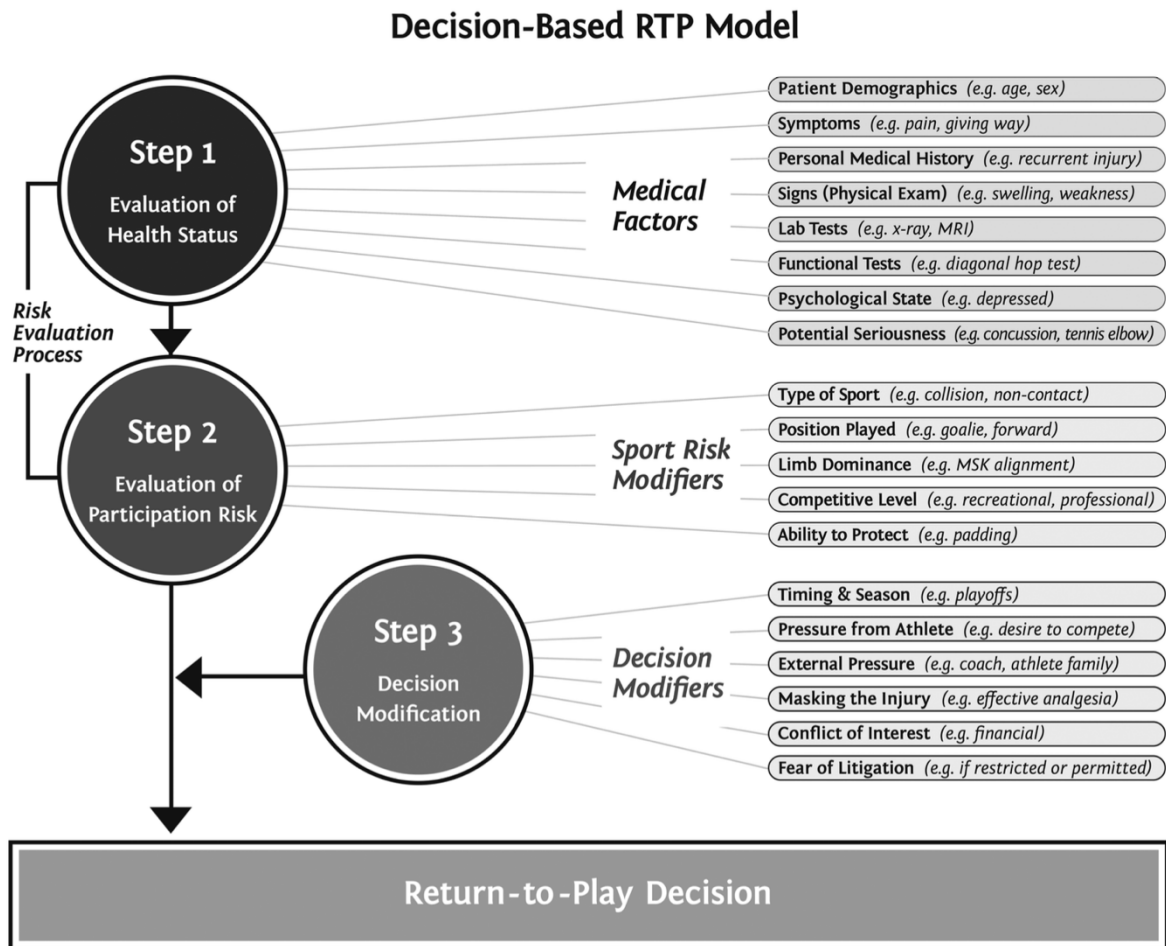 Decision-Based RTP Model
Step 1
Evaluation of
Health Status
Risk
Evaluation
Process
Medical
Factors
Patient Demographics (e.g. age, sex)
Symptoms (e.g. pain, giving way)
Personal Medical History (e.g. recurrent injury)
Signs (Physical Exam) (e.g. swelling, weakness)
Lab Tests (e.g. x-ray, MRI)
Functional Tests (e.g. diagonal hop test)
Psychological State (e.g. depressed)
Potential Seriousness (e.g. concussion, tennis elbow)
Step 2
Evaluation of
Participation Risk
Sport Risk
Modifiers
Type of Sport (e.g. collision, non-contact)
Position Played (e.g. goalie, forward)
Limb Dominance (e.g. MSK alignment)
Competitive Level (e.g. recreational, professional)
Ability to Protect (e.g. padding)
Step 3
Decision
Modification
Decision
Modifiers
Timing & Season (e.g. playoffs)
Pressure from Athlete (e.g. desire to compete)
External Pressure (e.g. coach, athlete family)
Masking the Injury (e.g. effective analgesia)
Conflict of Interest (e.g. financial)
Fear of Litigation (e.g. if restricted or permitted)
Return-to-Play Decision